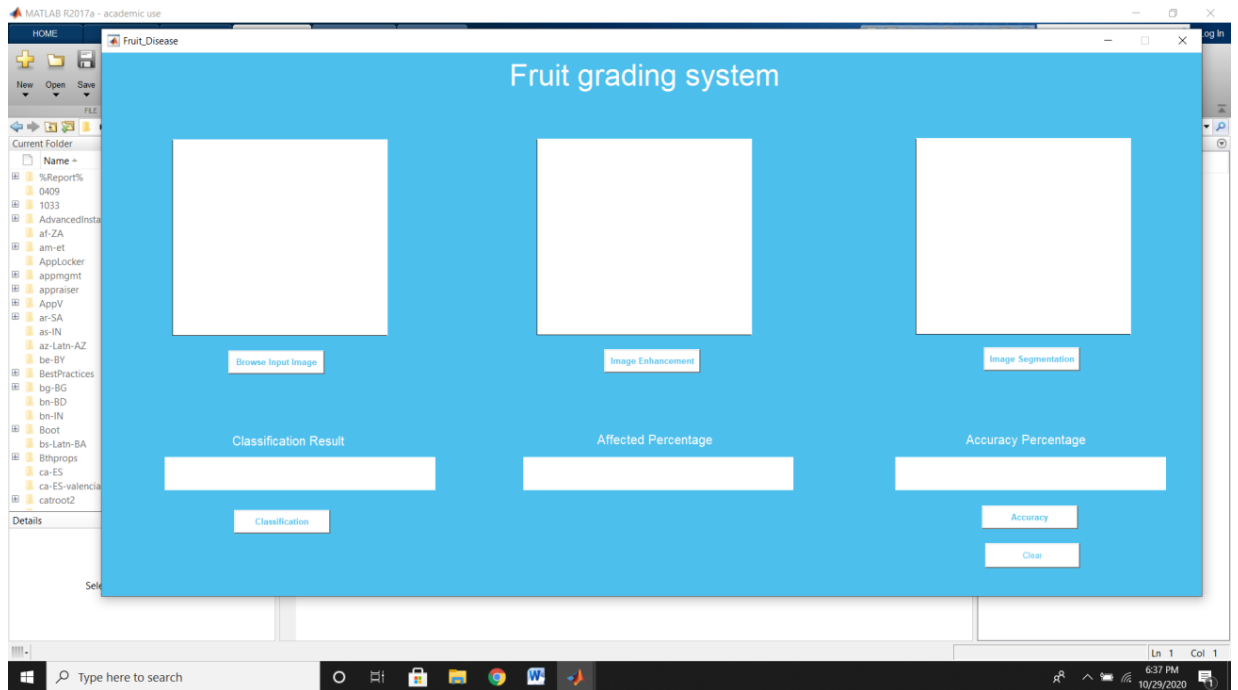 MATLAB R2017a - academic use
HOME
Log In
Fruit_Disease
New Open Save
FILE
Fruit grading system
Current Folder
Name
%Report%
0409
1033
AdvancedInsta
af-ZA
am-et
AppLocker
appmgmt
appraiser
AppV
ar-SA
as-IN
az-Latn-AZ
be-BY
BestPractices
bg-BG
bn-BD
bn-IN
Boot
bs-Latn-BA
Bthprops
ca-ES
ca-ES-valencia
catroot2
Details
Sele
Browse Input Image
Image Enhancement
Image Segmentation
Classification Result
Affected Percentage
Accuracy Percentage
Classification
Accuracy
Clear
Ln 1 Col 1
Type here to search
6:37 PM
10/29/2020
1